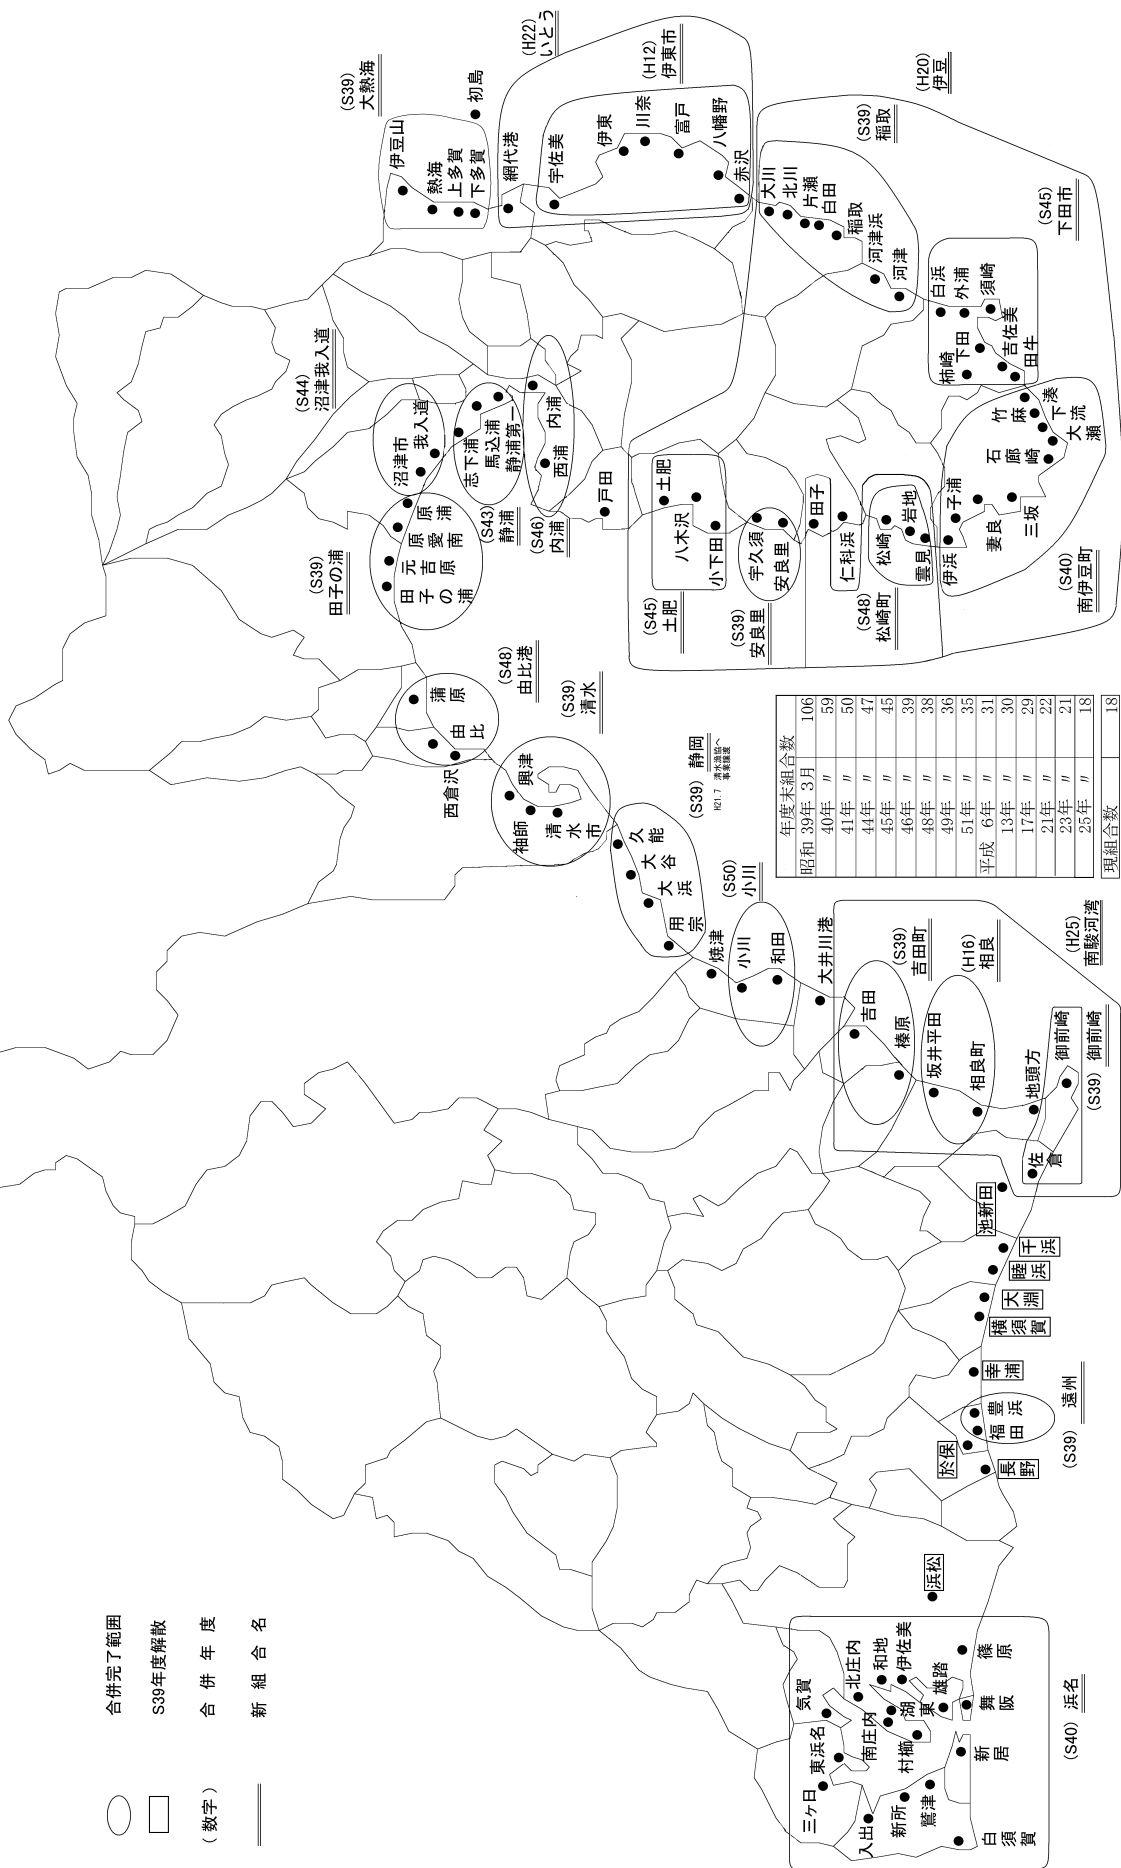 合併完了範囲
S39年度解散
(数字) 合併年度
新組合名
(S39)
大熱海
初島
伊豆山
熱海
上多賀
下多賀
(H22)
いとう
網代港
(H12)
伊東市
宇佐美
伊東
川奈
富戸
八幡野
赤沢
(H20)
伊豆
(S39)
稲取
大川
北川
片瀬
白田
稲取
河津浜
河津
(S45)
下田市
白浜
外浦
須崎
柿崎
下田
吉佐美
田牛
(S40)
南伊豆町
竹麻
湊
下流
大瀬
石廊崎
三坂
妻良
子浦
伊浜
(S48)
松崎町
松崎
岩地
雲見
仁科浜
田子
(S39)
安良里
宇久須
安良里
(S45)
土肥
土肥
八木沢
小下田
戸田
(S46)
内浦
内浦
西浦
(S43)
静浦
志下浦
馬込浦
静浦第一
(S44)
沼津我入道
沼津市
我入道
(S39)
田子の浦
原浦
原愛南
元吉原
田子の浦
(S48)
由比港
蒲原
由比
西倉沢
(S39)
清水
興津
袖師
清水市
(S39) 静岡
H21.7 清水漁協へ
事業譲渡
久能
大谷
大浜
用宗
焼津
(S50)
小川
小川
和田
大井川港
(H25)
南駿河湾
(S39)
吉田町
吉田
榛原
(H16)
相良
坂井平田
相良町
地頭方
(S39) 御前崎
御前崎
佐倉
池新田
千浜
睦浜
大淵
横須賀
幸浦
豊浜
福田
於保
長野
(S39) 遠州
浜松
(S40) 浜名
篠原
舞阪
雄踏
伊佐美
和地
北庄内
湖東
南庄内
村櫛
気賀
東浜名
三ケ日
入出
新所
鷲津
新居
白須賀
年度末組合数
昭和 39年 3月 106
40年 〃 59
41年 〃 50
44年 〃 47
45年 〃 45
46年 〃 39
48年 〃 38
49年 〃 36
51年 〃 35
平成 6年 〃 31
13年 〃 30
17年 〃 29
21年 〃 22
23年 〃 21
25年 〃 18
現組合数 18